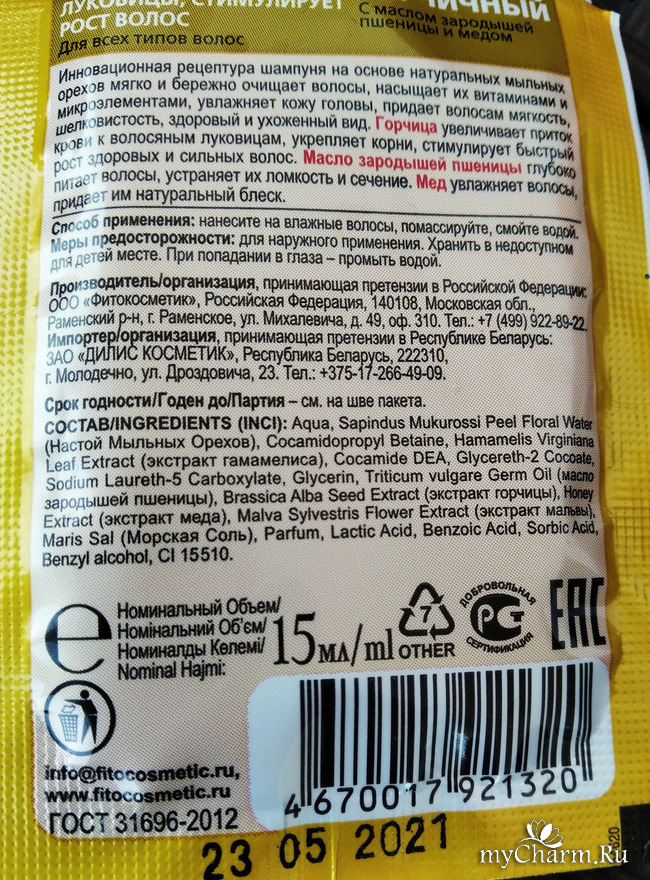 ЛУКОВИЦЫ, СТИМУЛИРУЕТ
РОСТ ВОЛОС
Для всех типов волос
С маслом зародышей
пшеницы и медом
Инновационная рецептура шампуня на основе натуральных мыльных
орехов мягко и бережно очищает волосы, насыщает их витаминами и
микроэлементами, увлажняет кожу головы, придает волосам мягкость,
шелковистость, здоровый и ухоженный вид. Горчица увеличивает приток
крови к волосяным луковицам, укрепляет корни, стимулирует быстрый
рост здоровых и сильных волос. Масло зародышей пшеницы глубоко
питает волосы, устраняет их ломкость и сечение. Мед увлажняет волосы,
придает им натуральный блеск.
Способ применения: нанесите на влажные волосы, помассируйте, смойте водой.
Меры предосторожности: для наружного применения. Хранить в недоступном
для детей месте. При попадании в глаза – промыть водой.
Производитель/организация, принимающая претензии в Российской Федерации:
ООО «Фитокосметик», Российская Федерация, 140108, Московская обл.,
Раменский р-н, г. Раменское, ул. Михалевича, д. 49, оф. 310. Тел.: +7 (499) 922-89-22.
Импортер/организация, принимающая претензии в Республике Беларусь:
ЗАО «ДИЛИС КОСМЕТИК», Республика Беларусь, 222310,
г. Молодечно, ул. Дроздовича, 23. Тел.: +375-17-266-49-09.
Срок годности/Годен до/Партия – см. на шве пакета.
СОСТАВ/INGREDIENTS (INCI): Aqua, Sapindus Mukurossi Peel Floral Water
(Настой Мыльных Орехов), Cocamidopropyl Betaine, Hamamelis Virginiana
Leaf Extract (экстракт гамамелиса), Cocamide DEA, Glycereth-2 Cocoate,
Sodium Laureth-5 Carboxylate, Glycerin, Triticum vulgare Germ Oil (масло
зародышей пшеницы), Brassica Alba Seed Extract (экстракт горчицы), Honey
Extract (экстракт меда), Malva Sylvestris Flower Extract (экстракт мальвы),
Maris Sal (Морская Соль), Parfum, Lactic Acid, Benzoic Acid, Sorbic Acid,
Benzyl alcohol, CI 15510.
Номинальный Объем/
Номінальний Об'єм/
Номиналды Көлемі/
Nominal Hajmi:
15мл/ml
7
OTHER
ДОБРОВОЛЬНАЯ
РСТ
СЕРТИФИКАЦИЯ
EAC
info@fitocosmetic.ru,
www.fitocosmetic.ru
ГОСТ 31696-2012
4 670017 921320
23 05 2021
myCharm.Ru